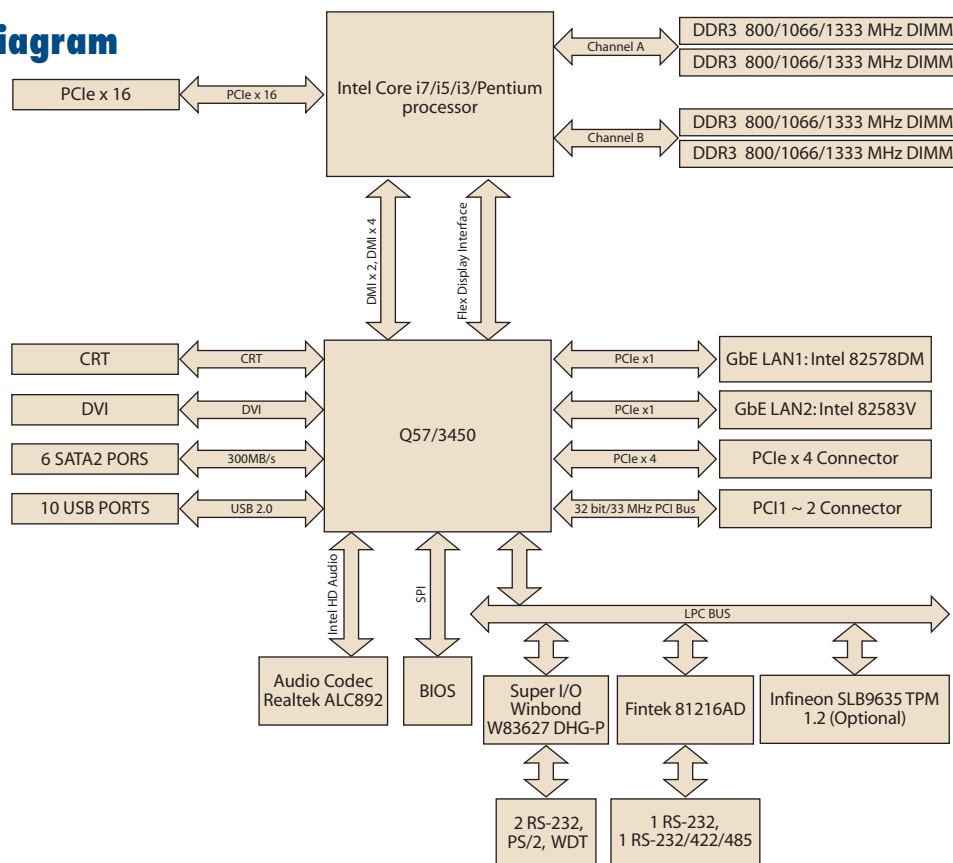 iagram
DDR3 800/1066/1333 MHz DIMM
DDR3 800/1066/1333 MHz DIMM
Channel A
PCIe x 16
PCIe x 16
Intel Core i7/i5/i3/Pentium
processor
DDR3 800/1066/1333 MHz DIMM
DDR3 800/1066/1333 MHz DIMM
Channel B
DMI x 2, DMI x 4
Flex Display Interface
CRT
CRT
PCIe x1
GbE LAN1: Intel 82578DM
DVI
DVI
PCIe x1
GbE LAN2: Intel 82583V
Q57/3450
6 SATA2 PORS
300MB/s
PCIe x 4
PCIe x 4 Connector
10 USB PORTS
USB 2.0
32 bit/33 MHz PCI Bus
PCI1 ~ 2 Connector
Intel HD Audio
SPI
LPC BUS
Audio Codec
Realtek ALC892
BIOS
Super I/O
Winbond
W83627 DHG-P
Fintek 81216AD
Infineon SLB9635 TPM
1.2 (Optional)
2 RS-232,
PS/2, WDT
1 RS-232,
1 RS-232/422/485